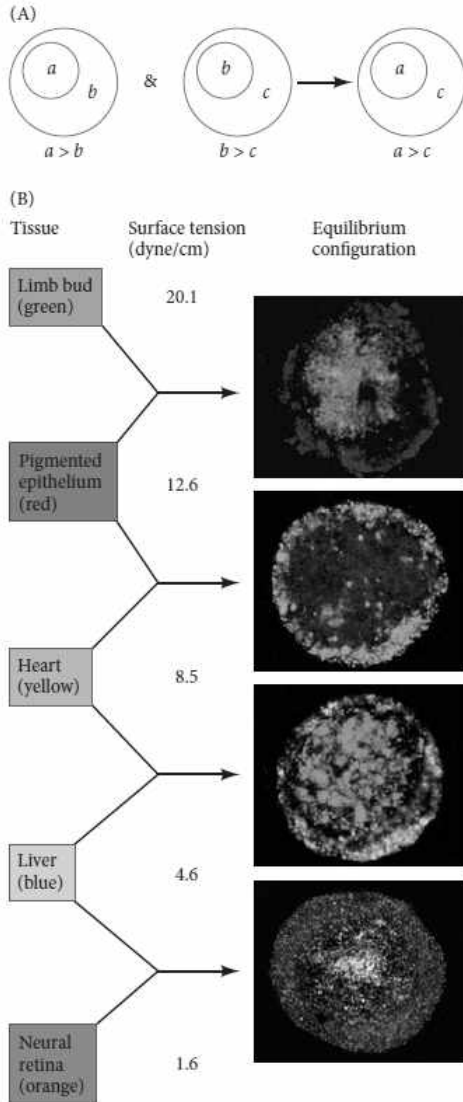 (A)
a
b
&
b
c
a
c
a > b
b > c
a > c
(B)
Tissue
Surface tension
(dyne/cm)
Equilibrium
configuration
Limb bud
(green)
20.1
Pigmented
epithelium
(red)
12.6
Heart
(yellow)
8.5
Liver
(blue)
4.6
Neural
retina
(orange)
1.6